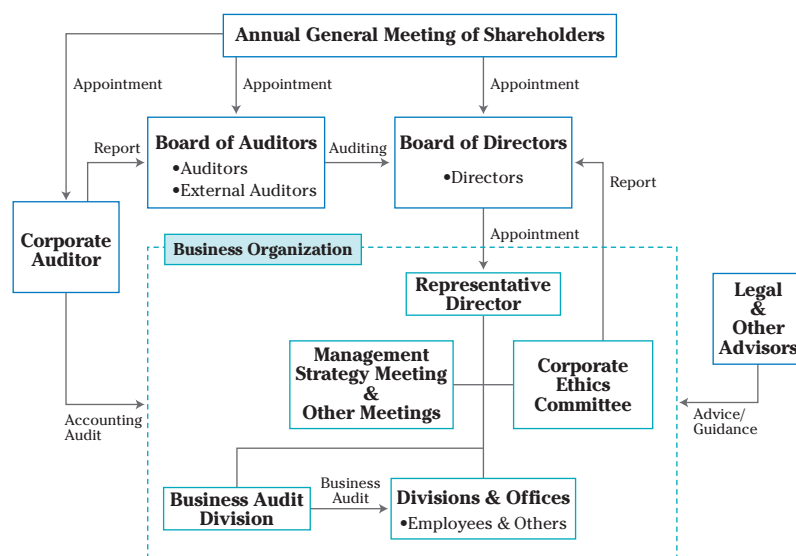 Annual General Meeting of Shareholders
Appointment
Appointment
Appointment
Board of Auditors
•Auditors
•External Auditors
Auditing
Board of Directors
•Directors
Report
Report
Corporate
Auditor
Business Organization
Appointment
Representative
Director
Legal
&
Other
Advisors
Management
Strategy Meeting
&
Other Meetings
Corporate
Ethics
Committee
Accounting
Audit
Advice/
Guidance
Business Audit
Division
Business
Audit
Divisions & Offices
•Employees & Others